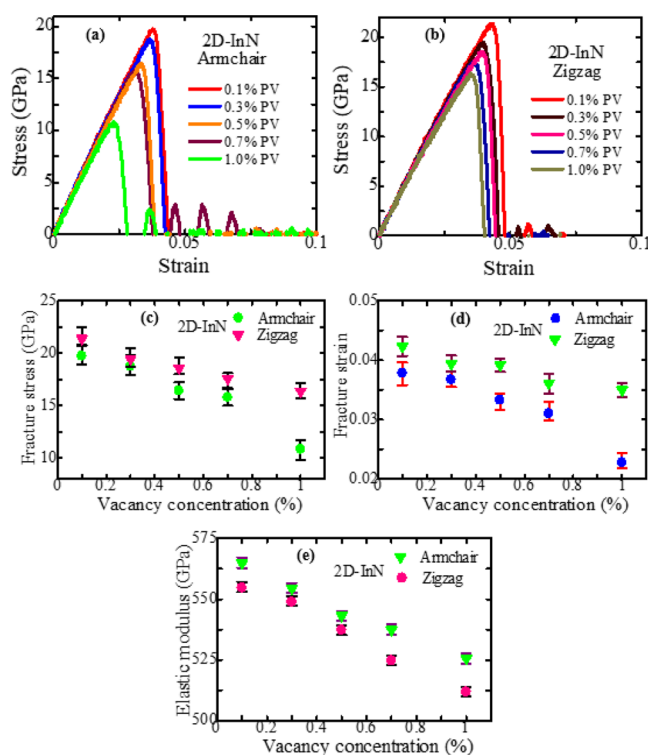 (a)
2D-InN
Armchair
0.1% PV
0.3% PV
0.5% PV
0.7% PV
1.0% PV
Stress (GPa)
20
15
10
5
0
0
0.05
0.1
Strain
(b)
2D-InN
Zigzag
0.1% PV
0.3% PV
0.5% PV
0.7% PV
1.0% PV
Stress (GPa)
20
15
10
5
0
0
0.05
0.1
Strain
(c)
2D-InN
Armchair
Zigzag
Fracture stress (GPa)
25
20
15
10
0
0.2
0.4
0.6
0.8
1
Vacancy concentration (%)
(d)
2D-InN
Armchair
Zigzag
Fracture strain
0.05
0.04
0.03
0.02
0
0.2
0.4
0.6
0.8
1
Vacancy concentration (%)
(e)
2D-InN
Armchair
Zigzag
Elastic modulus (GPa)
575
550
525
500
0
0.2
0.4
0.6
0.8
1
Vacancy concentration (%)